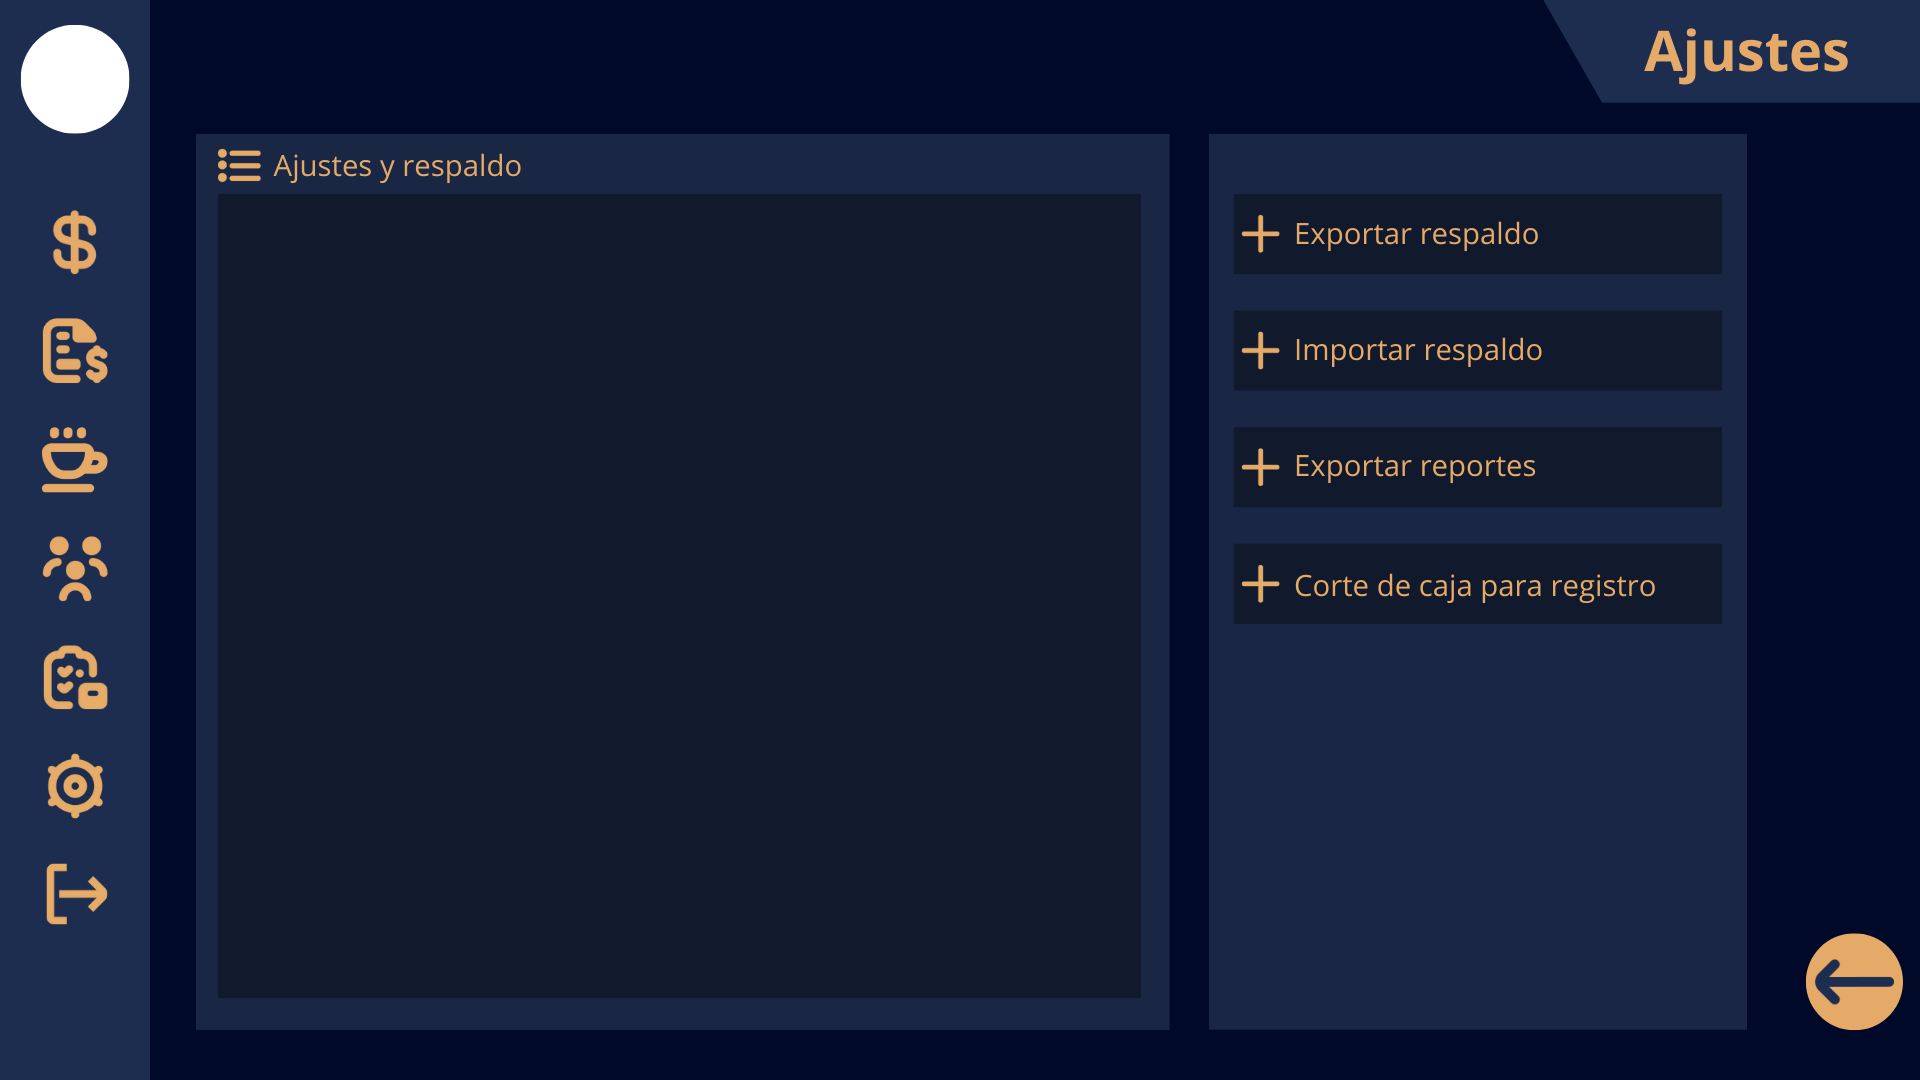 Ajustes
Ajustes y respaldo
Exportar respaldo
Importar respaldo
Exportar reportes
Corte de caja para registro